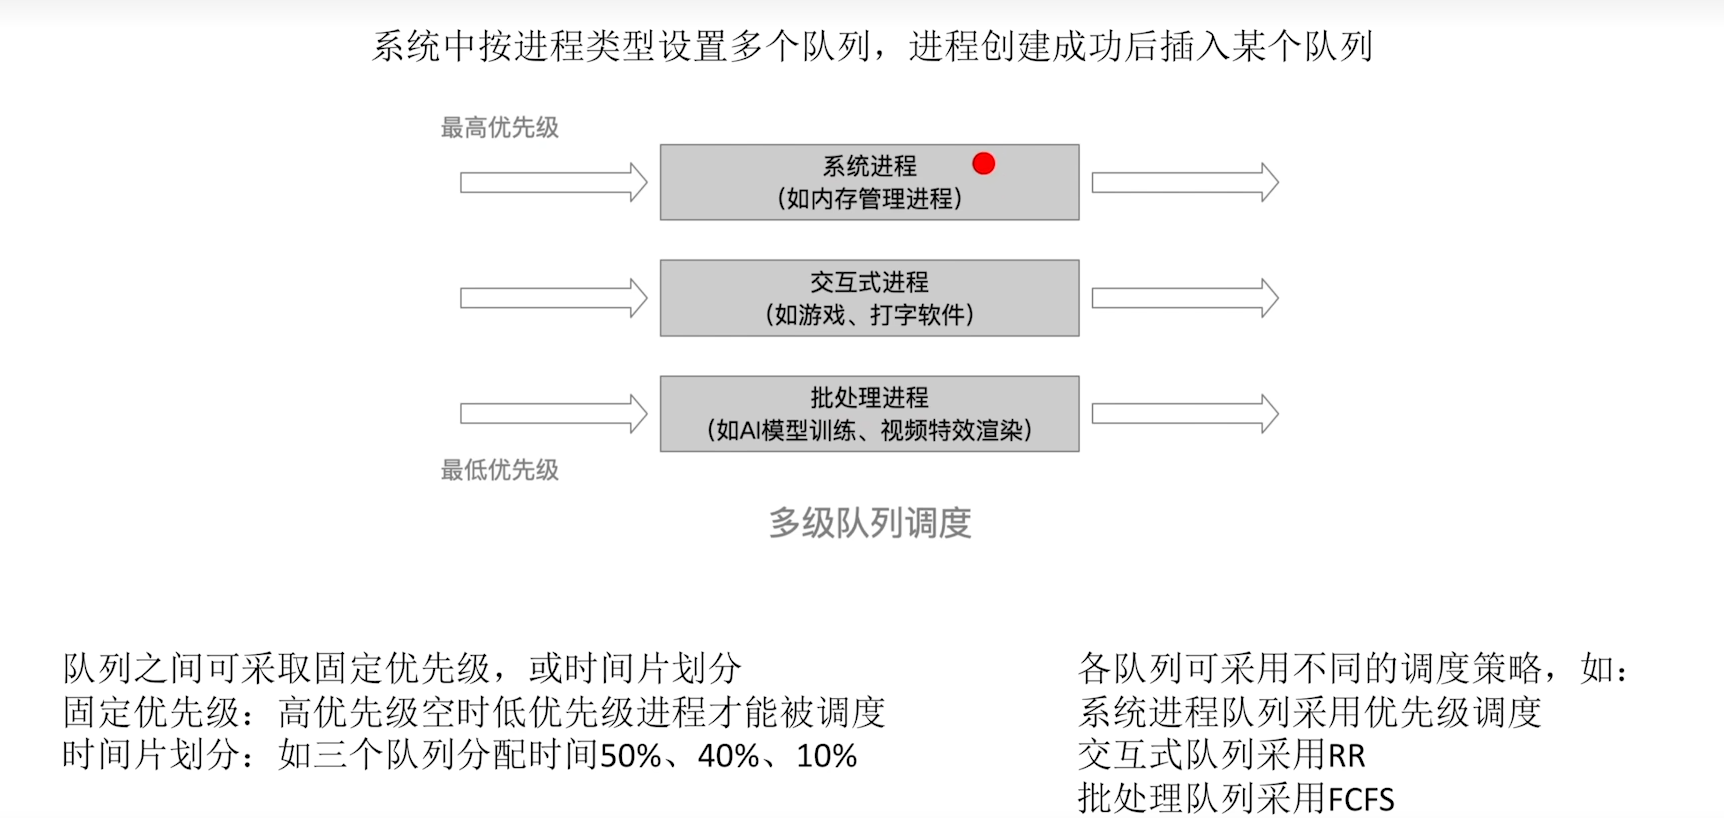 系统中按进程类型设置多个队列，进程创建成功后插入某个队列
最高优先级
系统进程
（如内存管理进程）
交互式进程
（如游戏、打字软件）
批处理进程
（如AI模型训练、视频特效渲染）
最低优先级
多级队列调度
队列之间可采取固定优先级，或时间片划分
固定优先级：高优先级空时低优先级进程才能被调度
时间片划分：如三个队列分配时间50%、40%、10%
各队列可采用不同的调度策略，如：
系统进程队列采用优先级调度
交互式队列采用RR
批处理队列采用FCFS